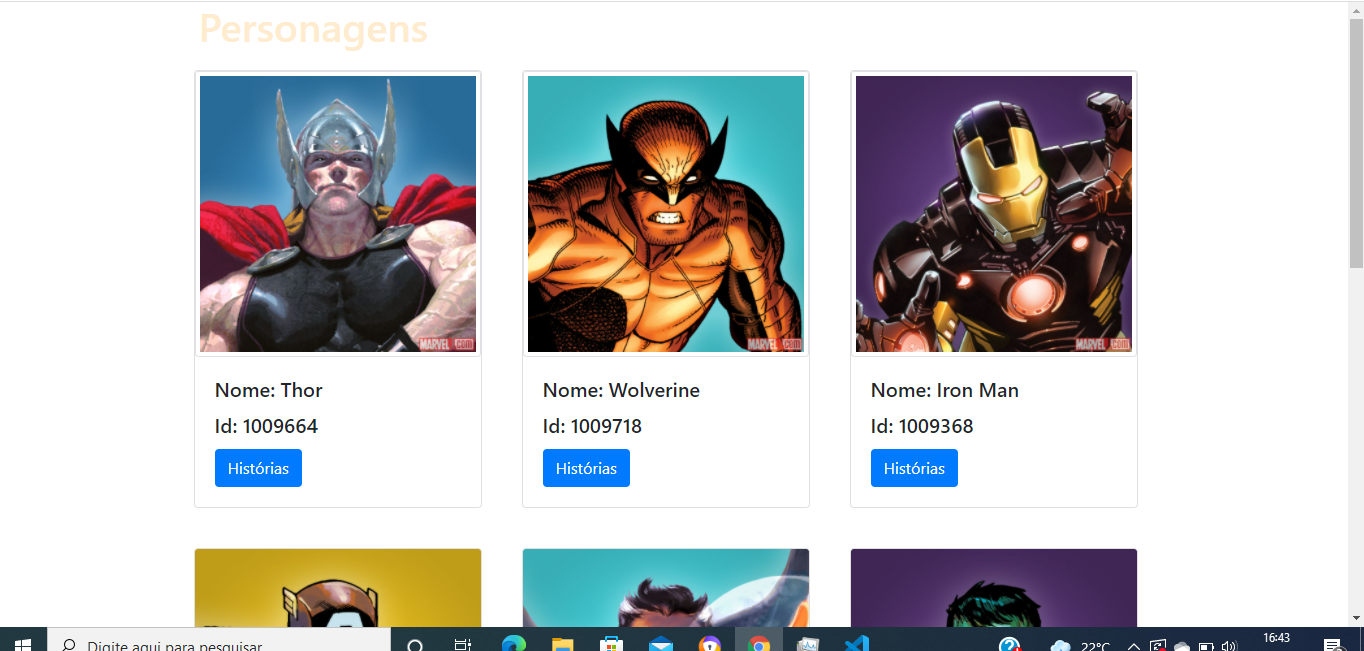 Personagens
MARVEL .com
MARVEL .com
MARVEL .com
Nome: Thor
Nome: Wolverine
Nome: Iron Man
Id: 1009664
Id: 1009718
Id: 1009368
Histórias
Histórias
Histórias
Digite aqui para pesquisar
22°C
16:43